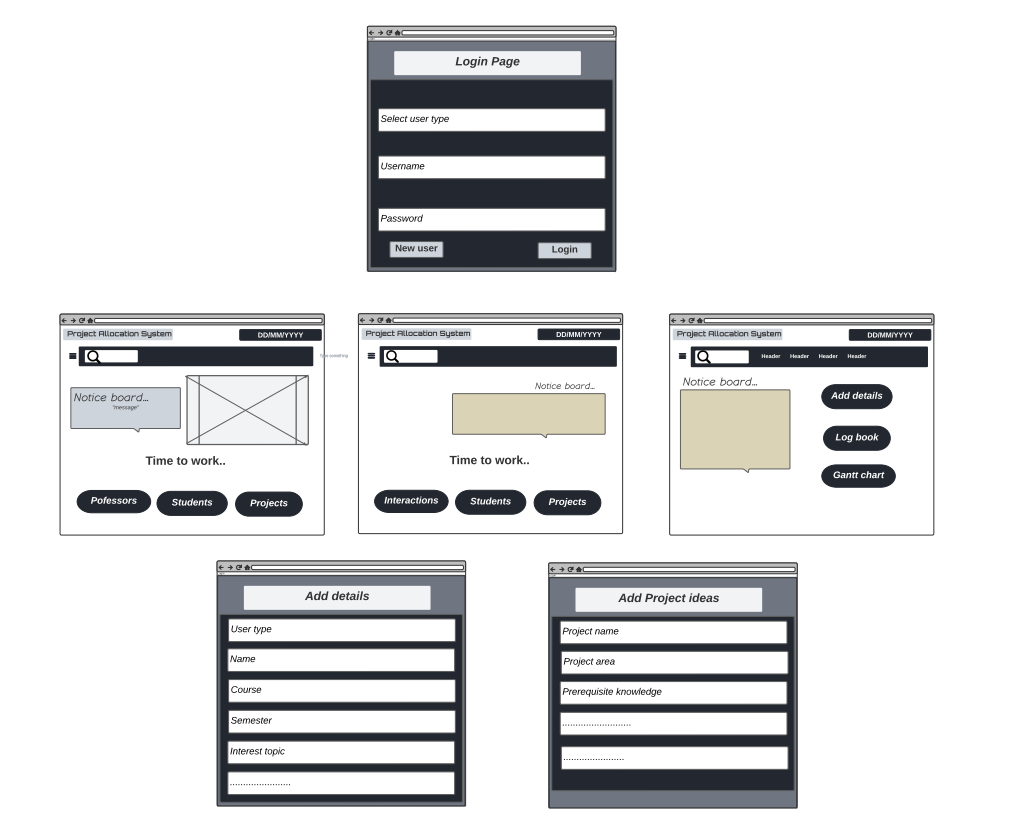 Login Page
Select user type
Username
Password
New user
Login
Project Allocation System
DD/MM/YYYY
Type something
Notice board...
"message"
Time to work..
Pofessors
Students
Projects
Project Allocation System
DD/MM/YYYY
Notice board...
Time to work..
Interactions
Students
Projects
Project Allocation System
DD/MM/YYYY
Header Header Header Header
Notice board...
Add details
Log book
Gantt chart
Add details
User type
Name
Course
Semester
Interest topic
.......................
Add Project ideas
Project name
Project area
Prerequisite knowledge
..........................
.......................